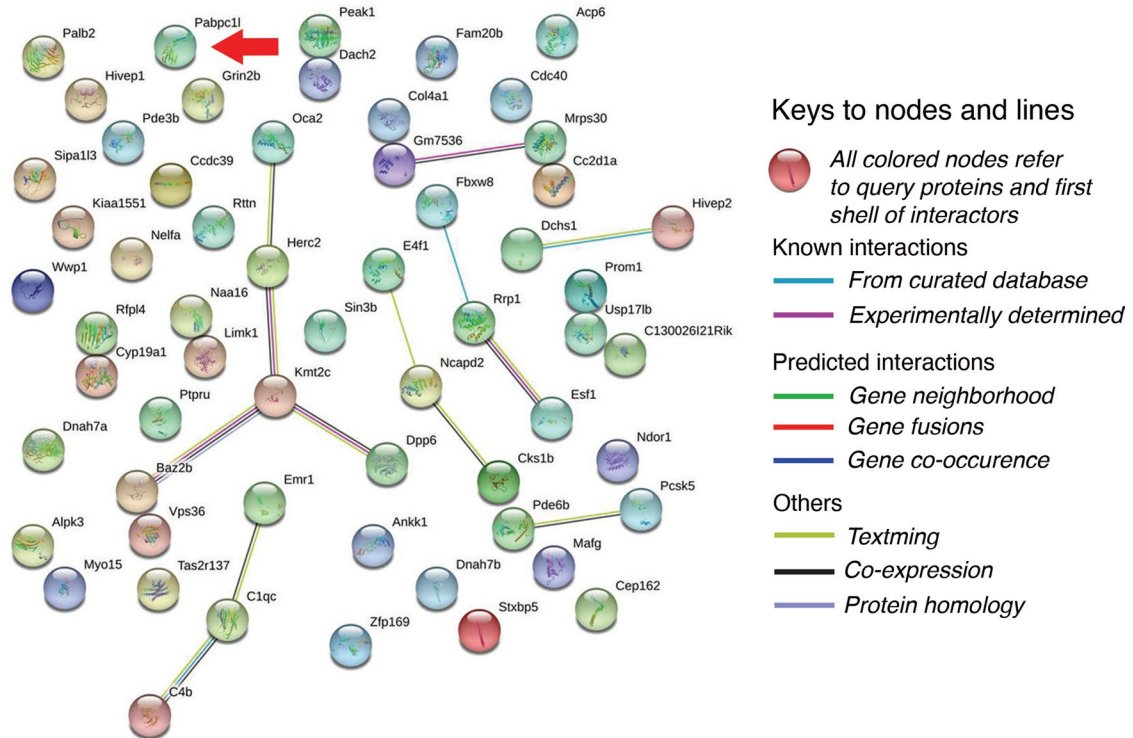 Pabpc1l
Peak1
Palb2
Fam20b
Acp6
Dach2
Hivep1
Grin2b
Cdc40
Col4a1
Pde3b
Oca2
Mrps30
Gm7536
Sipa1l3
Ccdc39
Cc2d1a
Fbxw8
Kiaa1551
Rttn
Hivep2
Dchs1
Nelfa
Herc2
E4f1
Wwp1
Prom1
Naa16
Rrp1
Rfpl4
Sin3b
Usp17lb
Limk1
C130026I21Rik
Cyp19a1
Kmt2c
Ncapd2
Ptpru
Esf1
Dnah7a
Dpp6
Ndor1
Baz2b
Cks1b
Emr1
Pcsk5
Vps36
Pde6b
Alpk3
Ankk1
Mafg
Myo15
Tas2r137
Dnah7b
Cep162
C1qc
Stxbp5
Zfp169
C4b
Keys to nodes and lines
All colored nodes refer
to query proteins and first
shell of interactors
Known interactions
From curated database
Experimentally determined
Predicted interactions
Gene neighborhood
Gene fusions
Gene co-occurence
Others
Textming
Co-expression
Protein homology